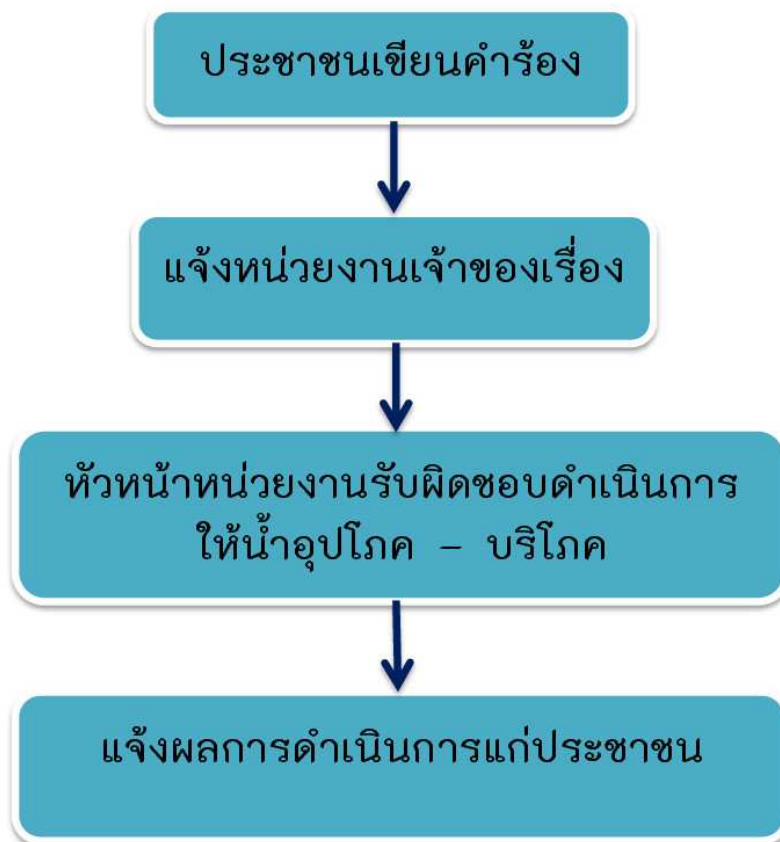 ประชาชนเขียนคำร้อง
แจ้งหน่วยงานเจ้าของเรื่อง
หัวหน้าหน่วยงานรับผิดชอบดำเนินการ
ให้น้ำอุปโภค – บริโภค
แจ้งผลการดำเนินการแก่ประชาชน